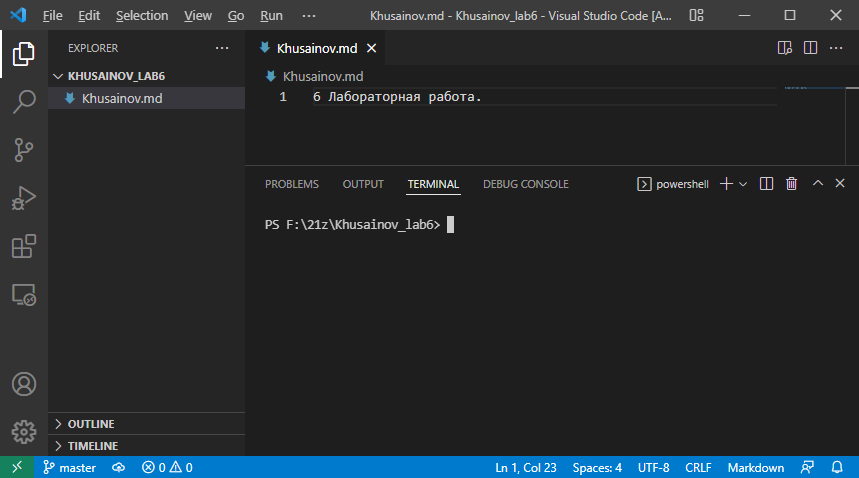 File Edit Selection View Go Run ··· Khusainov.md - Khusainov_lab6 - Visual Studio Code [A...
EXPLORER ···
KHUSAINOV_LAB6
Khusainov.md
OUTLINE
TIMELINE
Khusainov.md
Khusainov.md
1 6 Лабораторная работа.
PROBLEMS OUTPUT TERMINAL DEBUG CONSOLE powershell
PS F:\21z\Khusainov_lab6>
master 0 0 Ln 1, Col 23 Spaces: 4 UTF-8 CRLF Markdown